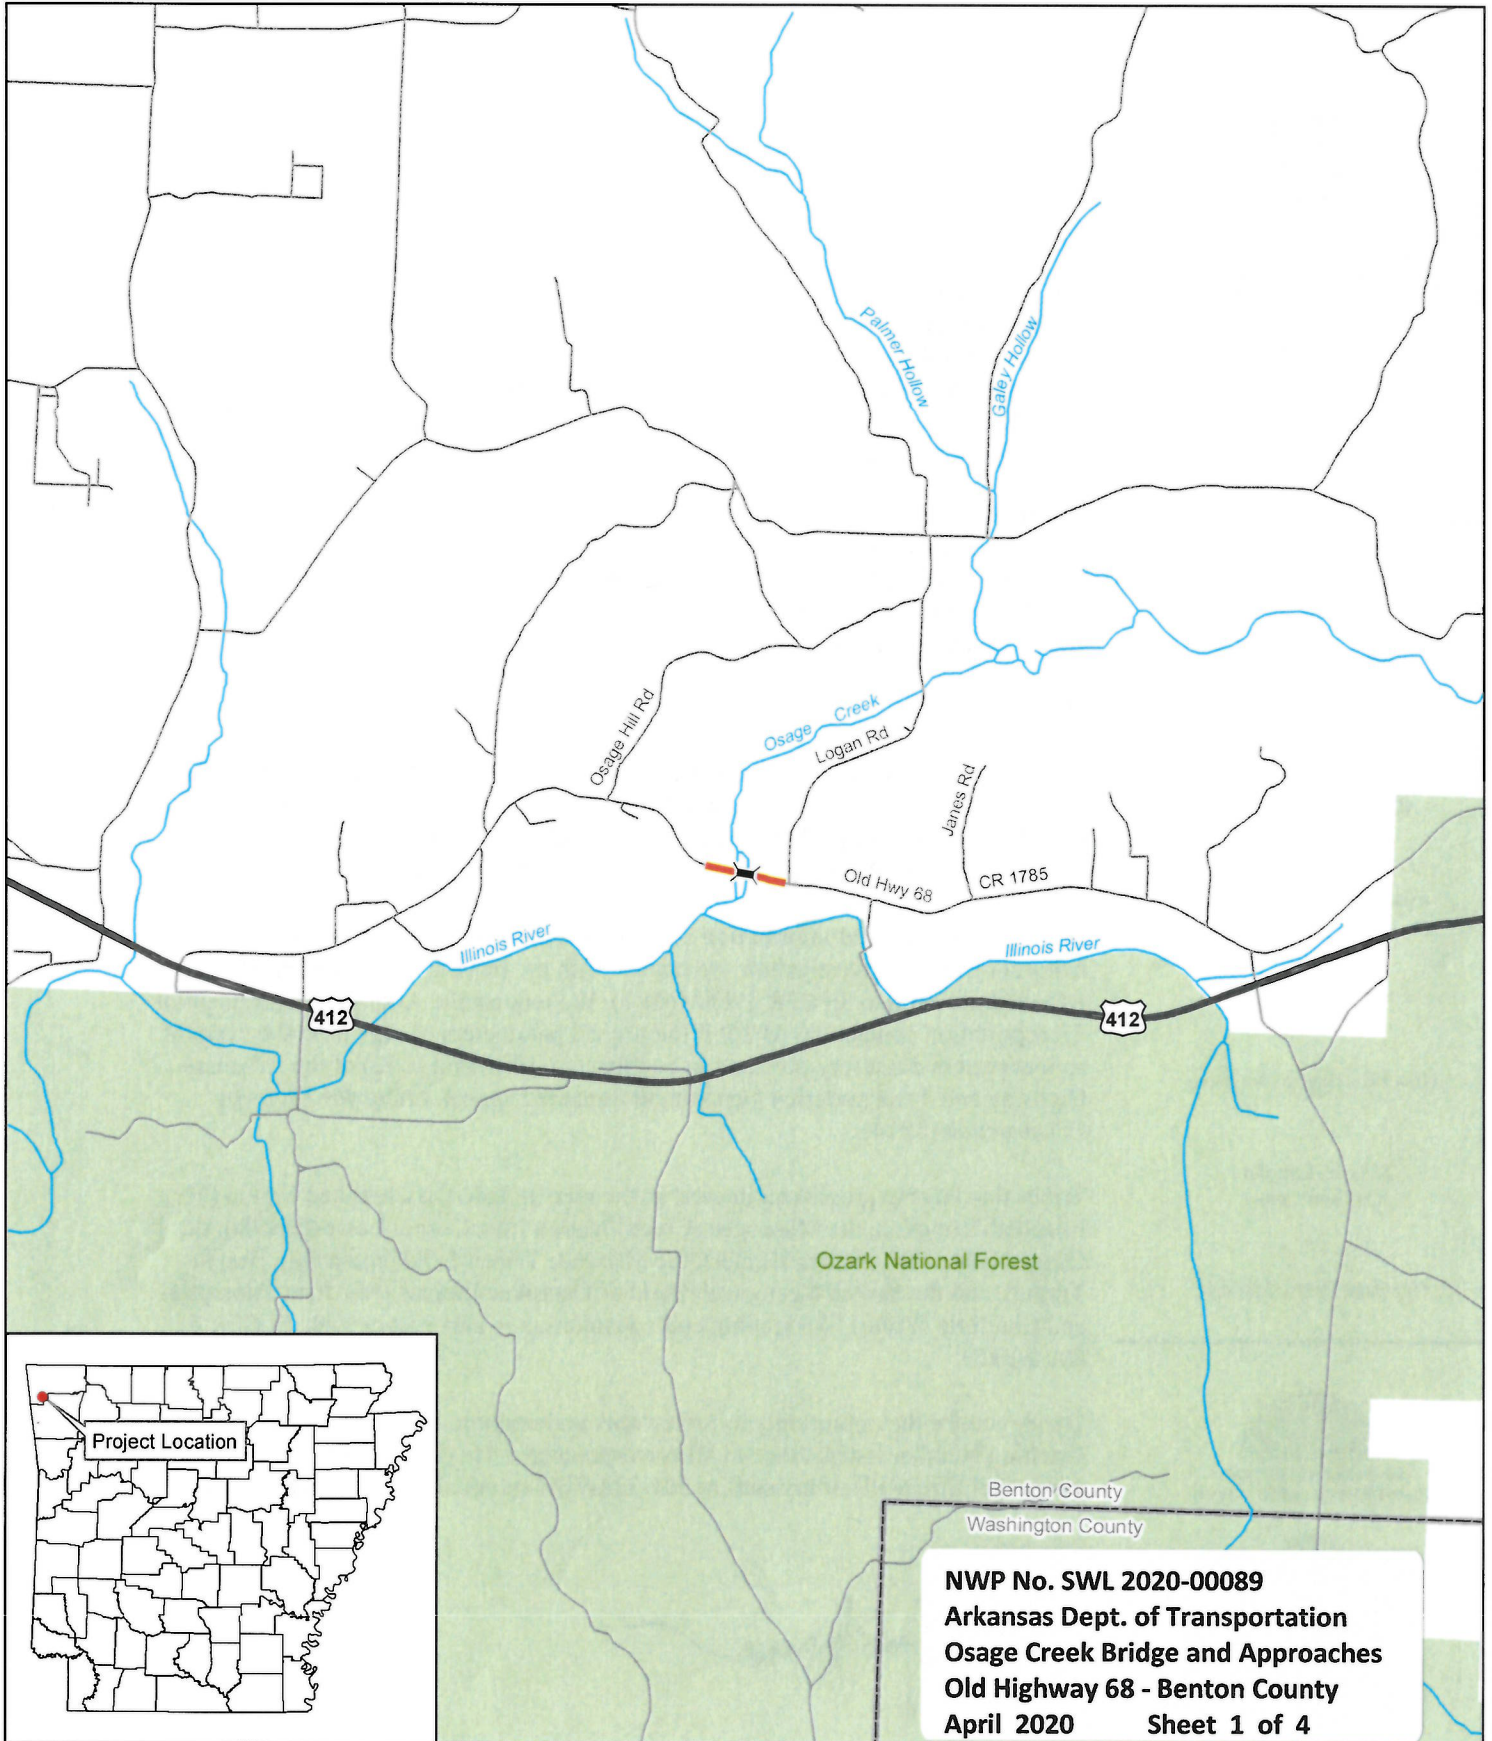 Palmer Hollow
Galey Hollow
Osage Hill Rd
Osage Creek
Logan Rd
Janes Rd
Old Hwy 68
CR 1785
Illinois River
Illinois River
412
412
Ozark National Forest
Project Location
Benton County
Washington County
NWP No. SWL 2020-00089
Arkansas Dept. of Transportation
Osage Creek Bridge and Approaches
Old Highway 68 - Benton County
April 2020 Sheet 1 of 4